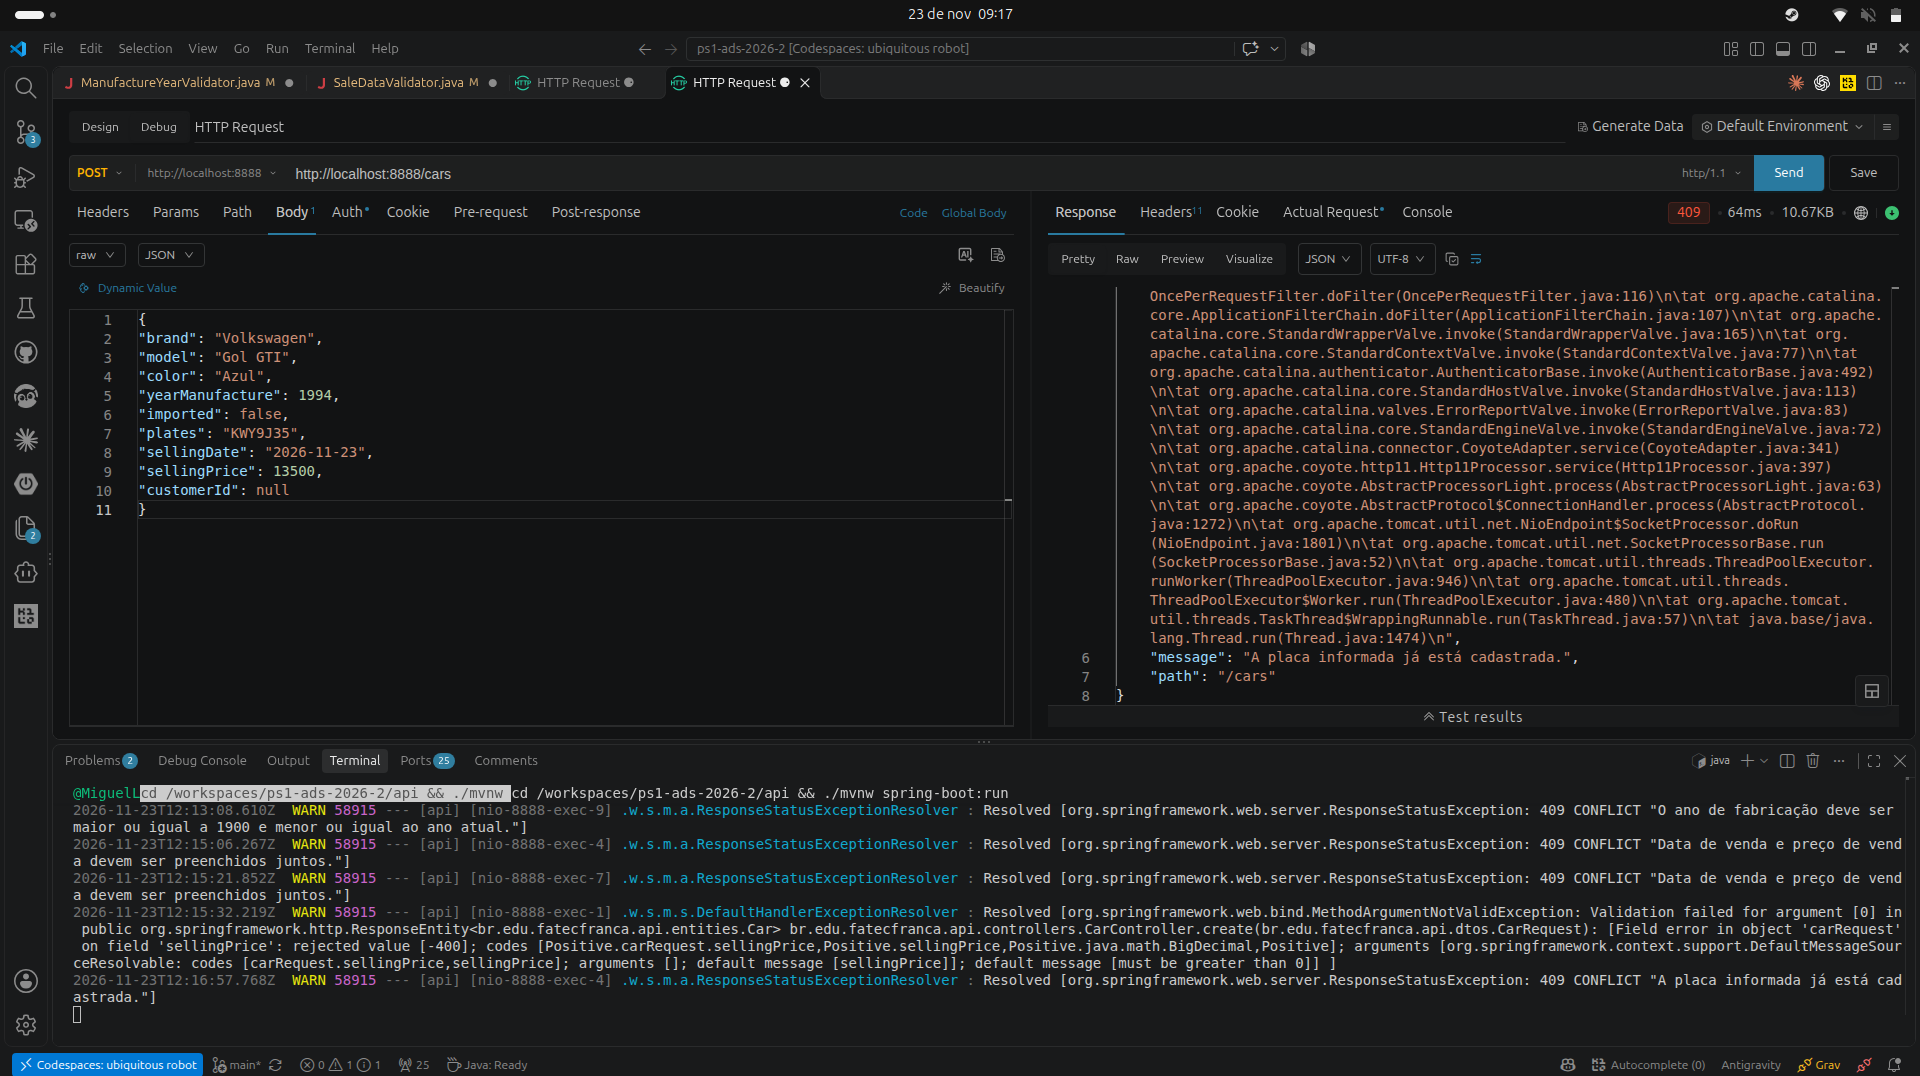 23 de nov 09:17
File Edit Selection View Go Run Terminal Help
ps1-ads-2026-2 [Codespaces: ubiquitous robot]
ManufactureYearValidator.java M
SaleDataValidator.java M
HTTP Request
HTTP Request
Design Debug HTTP Request
Generate Data Default Environment
POST http://localhost:8888 http://localhost:8888/cars http/1.1 Send Save
Headers Params Path Body 1 Auth Cookie Pre-request Post-response Code Global Body
raw JSON
Dynamic Value Beautify
1 {
2 "brand": "Volkswagen",
3 "model": "Gol GTI",
4 "color": "Azul",
5 "yearManufacture": 1994,
6 "imported": false,
7 "plates": "KWY9J35",
8 "sellingDate": "2026-11-23",
9 "sellingPrice": 13500,
10 "customerId": null
11 }
Response Headers 11 Cookie Actual Request Console 409 64ms 10.67KB
Pretty Raw Preview Visualize JSON UTF-8
OncePerRequestFilter.doFilter(OncePerRequestFilter.java:116)\n\tat org.apache.catalina.
core.ApplicationFilterChain.doFilter(ApplicationFilterChain.java:107)\n\tat org.apache.
catalina.core.StandardWrapperValve.invoke(StandardWrapperValve.java:165)\n\tat org.
apache.catalina.core.StandardContextValve.invoke(StandardContextValve.java:77)\n\tat
org.apache.catalina.authenticator.AuthenticatorBase.invoke(AuthenticatorBase.java:492)
\n\tat org.apache.catalina.core.StandardHostValve.invoke(StandardHostValve.java:113)
\n\tat org.apache.catalina.valves.ErrorReportValve.invoke(ErrorReportValve.java:83)
\n\tat org.apache.catalina.core.StandardEngineValve.invoke(StandardEngineValve.java:72)
\n\tat org.apache.catalina.connector.CoyoteAdapter.service(CoyoteAdapter.java:341)
\n\tat org.apache.coyote.http11.Http11Processor.service(Http11Processor.java:397)
\n\tat org.apache.coyote.AbstractProcessorLight.process(AbstractProcessorLight.java:63)
\n\tat org.apache.coyote.AbstractProtocol$ConnectionHandler.process(AbstractProtocol.
java:1272)\n\tat org.apache.tomcat.util.net.NioEndpoint$SocketProcessor.doRun
(NioEndpoint.java:1801)\n\tat org.apache.tomcat.util.net.SocketProcessorBase.run
(SocketProcessorBase.java:52)\n\tat org.apache.tomcat.util.threads.ThreadPoolExecutor.
runWorker(ThreadPoolExecutor.java:946)\n\tat org.apache.tomcat.util.threads.
ThreadPoolExecutor$Worker.run(ThreadPoolExecutor.java:480)\n\tat org.apache.tomcat.
util.threads.TaskThread$WrappingRunnable.run(TaskThread.java:57)\n\tat java.base/java.
lang.Thread.run(Thread.java:1474)\n",
6 "message": "A placa informada já está cadastrada.",
7 "path": "/cars"
8 }
Test results
Problems 2 Debug Console Output Terminal Ports 25 Comments java
@MiguelLcd /workspaces/ps1-ads-2026-2/api && ./mvnw cd /workspaces/ps1-ads-2026-2/api && ./mvnw spring-boot:run
2026-11-23T12:13:08.610Z WARN 58915 --- [api] [nio-8888-exec-9] .w.s.m.a.ResponseStatusExceptionResolver : Resolved [org.springframework.web.server.ResponseStatusException: 409 CONFLICT "O ano de fabricação deve ser
maior ou igual a 1900 e menor ou igual ao ano atual."]
2026-11-23T12:15:06.267Z WARN 58915 --- [api] [nio-8888-exec-4] .w.s.m.a.ResponseStatusExceptionResolver : Resolved [org.springframework.web.server.ResponseStatusException: 409 CONFLICT "Data de venda e preço de vend
a devem ser preenchidos juntos."]
2026-11-23T12:15:21.852Z WARN 58915 --- [api] [nio-8888-exec-7] .w.s.m.a.ResponseStatusExceptionResolver : Resolved [org.springframework.web.server.ResponseStatusException: 409 CONFLICT "Data de venda e preço de vend
a devem ser preenchidos juntos."]
2026-11-23T12:15:32.219Z WARN 58915 --- [api] [nio-8888-exec-1] .w.s.m.s.DefaultHandlerExceptionResolver : Resolved [org.springframework.web.bind.MethodArgumentNotValidException: Validation failed for argument [0] in
public org.springframework.http.ResponseEntity<br.edu.fatecfranca.api.entities.Car> br.edu.fatecfranca.api.controllers.CarController.create(br.edu.fatecfranca.api.dtos.CarRequest): [Field error in object 'carRequest'
on field 'sellingPrice': rejected value [-400]; codes [Positive.carRequest.sellingPrice,Positive.sellingPrice,Positive.java.math.BigDecimal,Positive]; arguments [org.springframework.context.support.DefaultMessageSour
ceResolvable: codes [carRequest.sellingPrice,sellingPrice]; arguments []; default message [sellingPrice]]; default message [must be greater than 0]] ]
2026-11-23T12:16:57.768Z WARN 58915 --- [api] [nio-8888-exec-4] .w.s.m.a.ResponseStatusExceptionResolver : Resolved [org.springframework.web.server.ResponseStatusException: 409 CONFLICT "A placa informada já está cad
astrada."]
Codespaces: ubiquitous robot main* 0 1 1 25 Java: Ready Autocomplete (0) Antigravity Grav